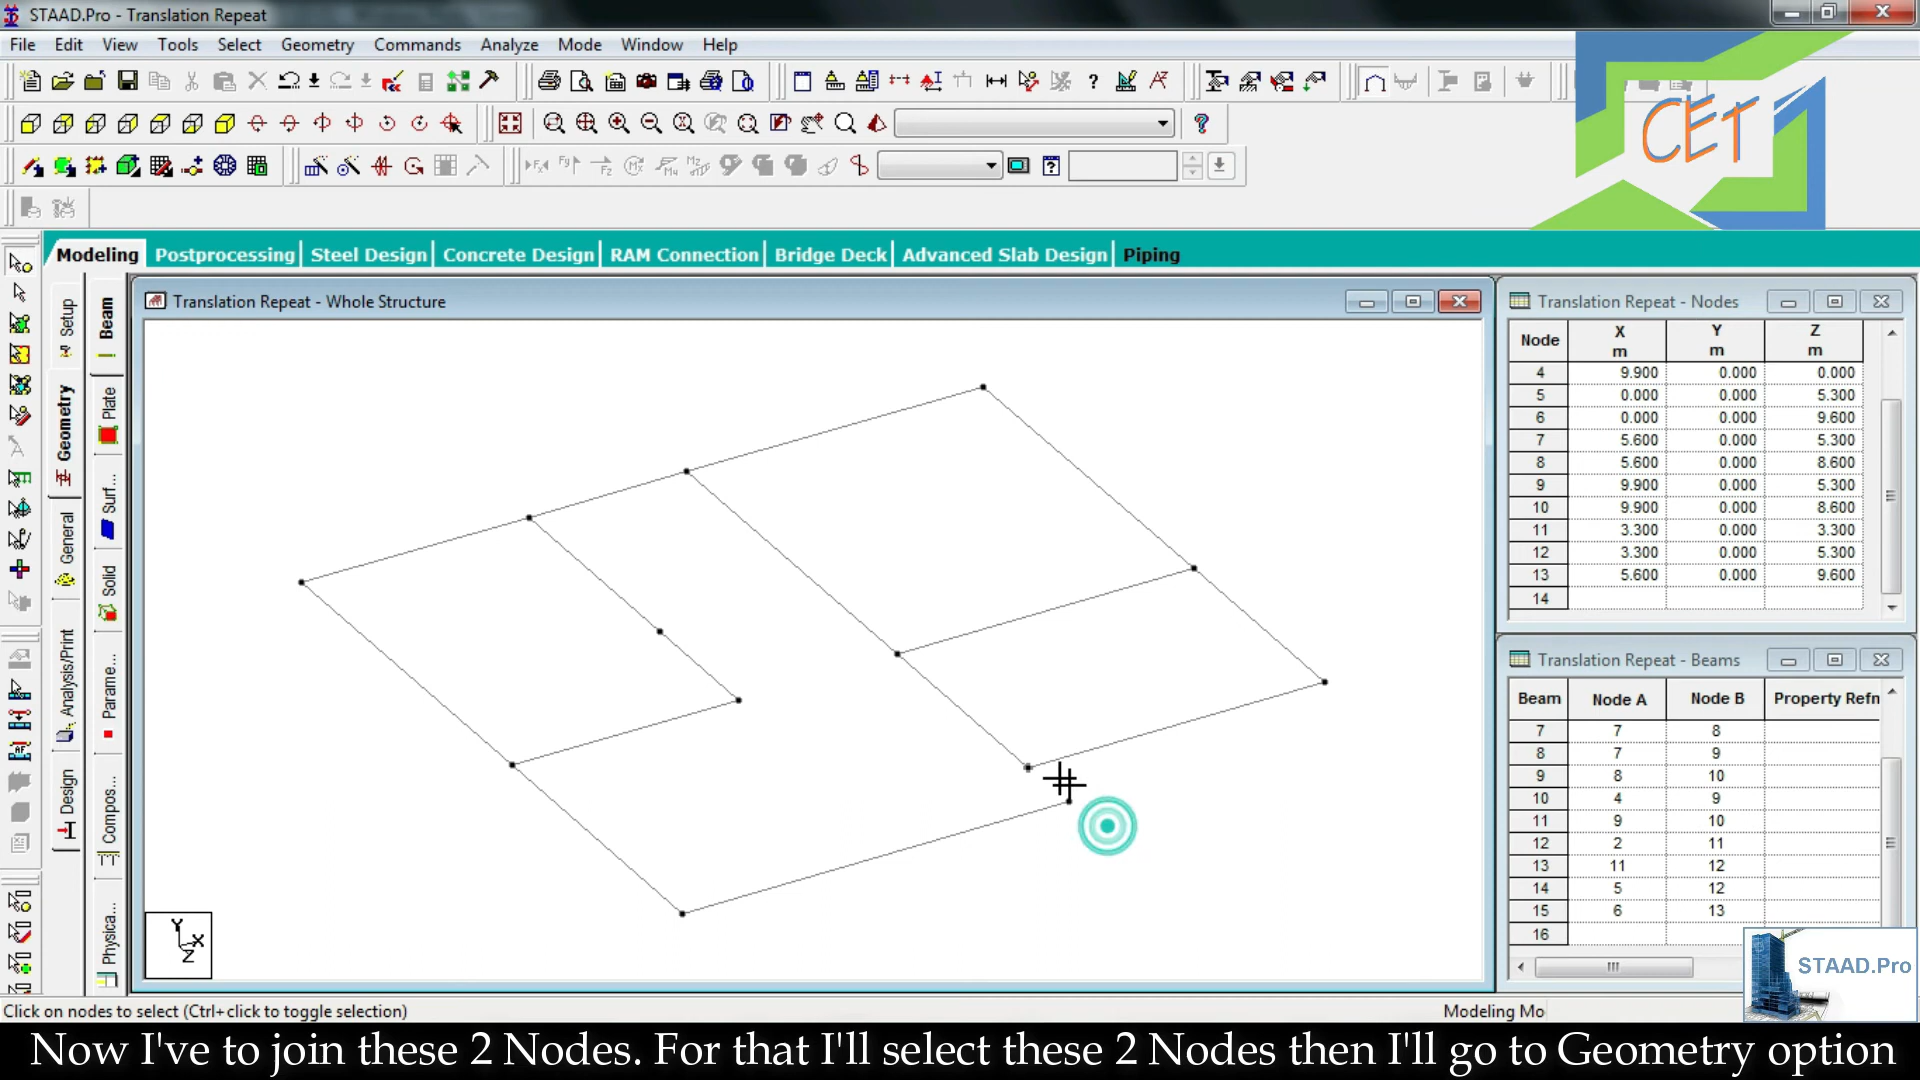 STAAD.Pro - Translation Repeat
File Edit View Tools Select Geometry Commands Analyze Mode Window Help
CET
Modeling Postprocessing Steel Design Concrete Design RAM Connection Bridge Deck Advanced Slab Design Piping
Setup
Geometry
General
Analysis/Print
Design
Beam
Plate
Surf...
Solid
Parame...
Compos...
Physica...
Translation Repeat - Whole Structure
Y
X
Z
Translation Repeat - Nodes
Node X m Y m Z m
4 9.900 0.000 0.000
5 0.000 0.000 5.300
6 0.000 0.000 9.600
7 5.600 0.000 5.300
8 5.600 0.000 8.600
9 9.900 0.000 5.300
10 9.900 0.000 8.600
11 3.300 0.000 3.300
12 3.300 0.000 5.300
13 5.600 0.000 9.600
14
Translation Repeat - Beams
Beam Node A Node B Property Refn
7 7 8
8 7 9
9 8 10
10 4 9
11 9 10
12 2 11
13 11 12
14 5 12
15 6 13
16
STAAD.Pro
Click on nodes to select (Ctrl+click to toggle selection)
Modeling Mo
Now I've to join these 2 Nodes. For that I'll select these 2 Nodes then I'll go to Geometry option